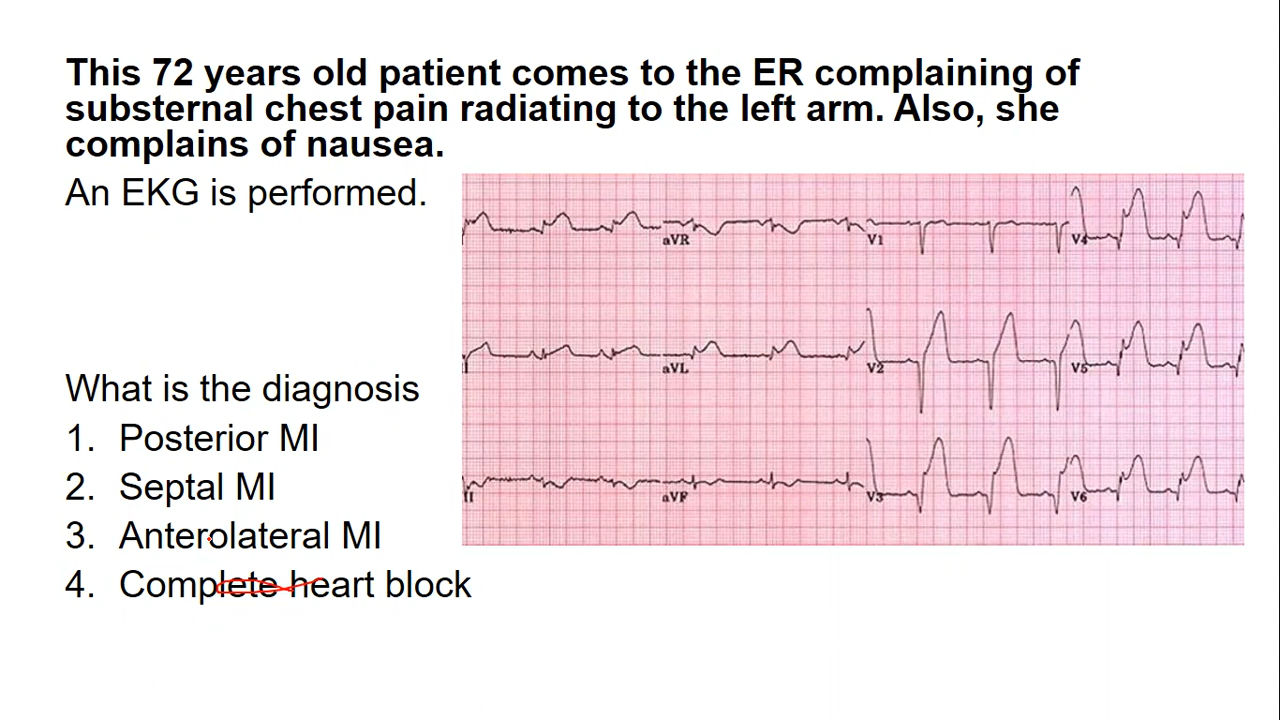 This 72 years old patient comes to the ER complaining of
substernal chest pain radiating to the left arm. Also, she
complains of nausea.
An EKG is performed.
aVR
V1
V4
I
aVL
V2
V5
II
aVF
V3
V6
What is the diagnosis
1. Posterior MI
2. Septal MI
3. Anterolateral MI
4. Complete heart block